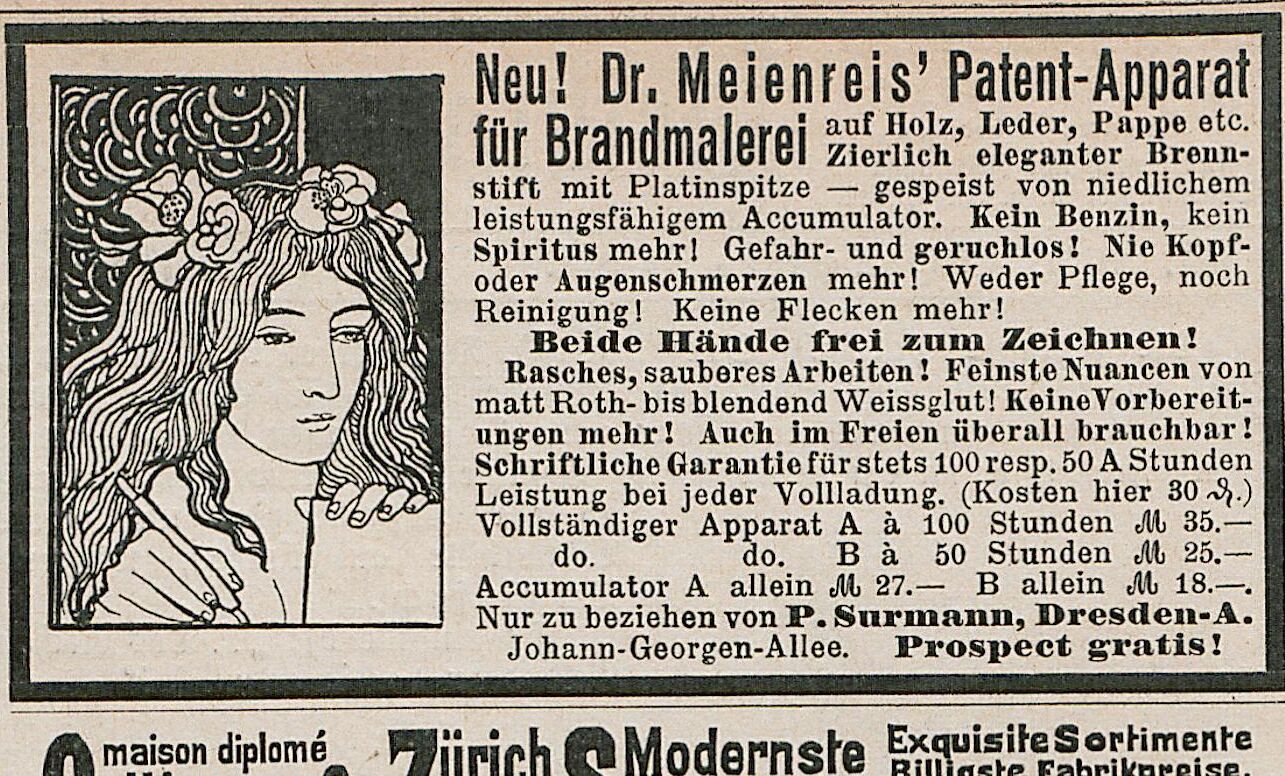 Neu! Dr. Meienreis' Patent-Apparat
für Brandmalerei auf Holz, Leder, Pappe etc.
Zierlich eleganter Brenn-
stift mit Platinspitze — gespeist von niedlichem
leistungsfähigem Accumulator. Kein Benzin, kein
Spiritus mehr! Gefahr- und geruchlos! Nie Kopf-
oder Augenschmerzen mehr! Weder Pflege, noch
Reinigung! Keine Flecken mehr!
Beide Hände frei zum Zeichnen!
Rasches, sauberes Arbeiten! Feinste Nuancen von
matt Roth- bis blendend Weissglut! Keine Vorbereit-
ungen mehr! Auch im Freien überall brauchbar!
Schriftliche Garantie für stets 100 resp. 50 A Stunden
Leistung bei jeder Vollladung. (Kosten hier 30 ₰.)
Vollständiger Apparat A à 100 Stunden ℳ 35.—
do. do. B à 50 Stunden ℳ 25.—
Accumulator A allein ℳ 27.— B allein ℳ 18.—.
Nur zu beziehen von P. Surmann, Dresden-A.
Johann-Georgen-Allee. Prospect gratis!
maison diplomé Zürich Modernste Exquisite Sortimente
Billigste Fabrikpreise.